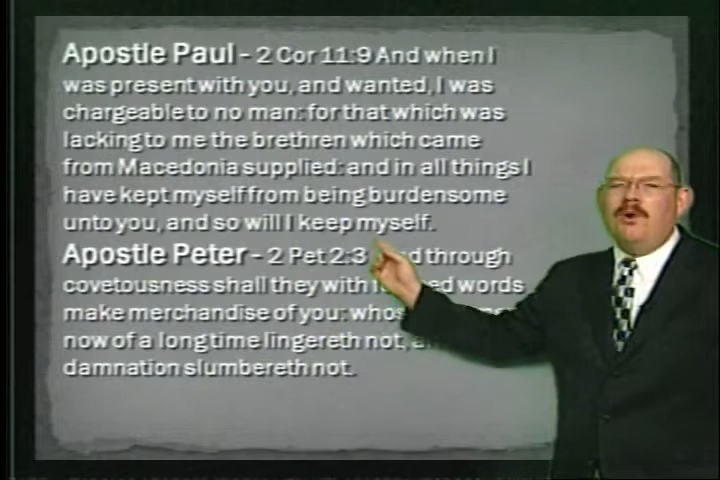 Apostle Paul - 2 Cor 11:9 And when I
was present with you, and wanted, I was
chargeable to no man: for that which was
lacking to me the brethren which came
from Macedonia supplied: and in all things I
have kept myself from being burdensome
unto you, and so will I keep myself.
Apostle Peter - 2 Pet 2:3 through
covetousness shall they with words
make merchandise of you:
now of a long time lingereth not,
damnation slumbereth not.